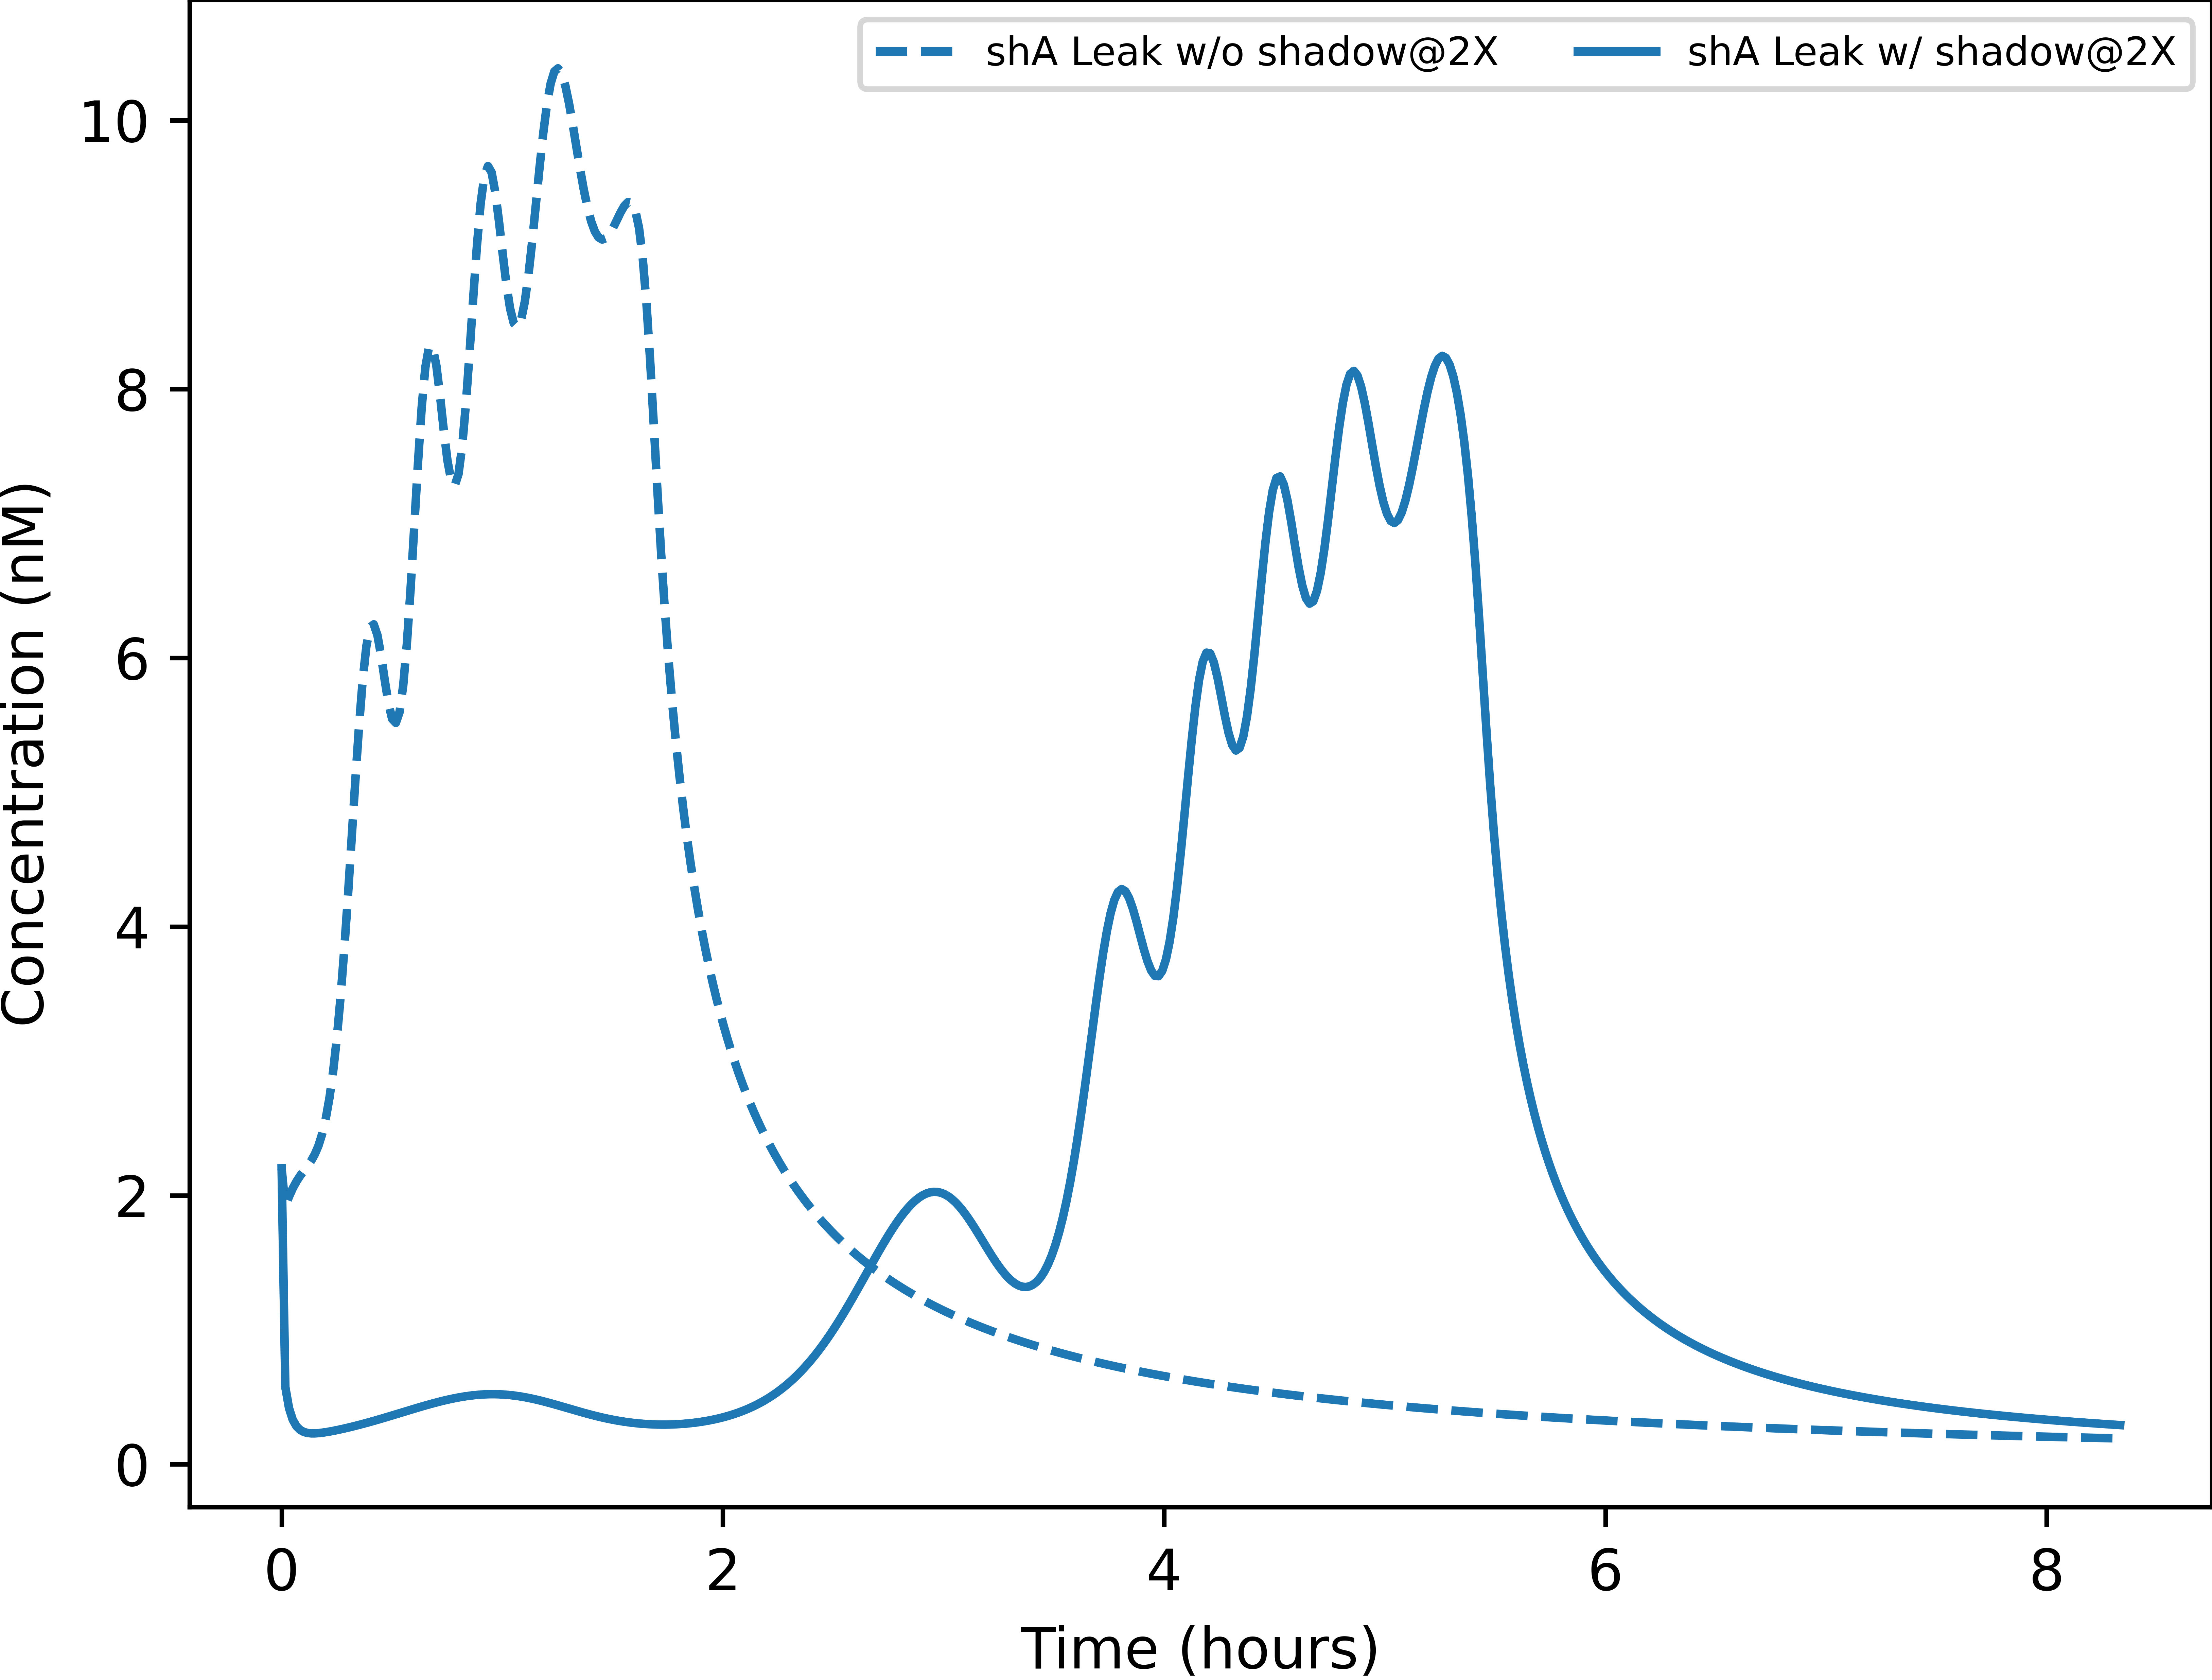 shA Leak w/o shadow@2X
shA Leak w/ shadow@2X
Concentration (nM)
10
8
6
4
2
0
0 2 4 6 8
Time (hours)